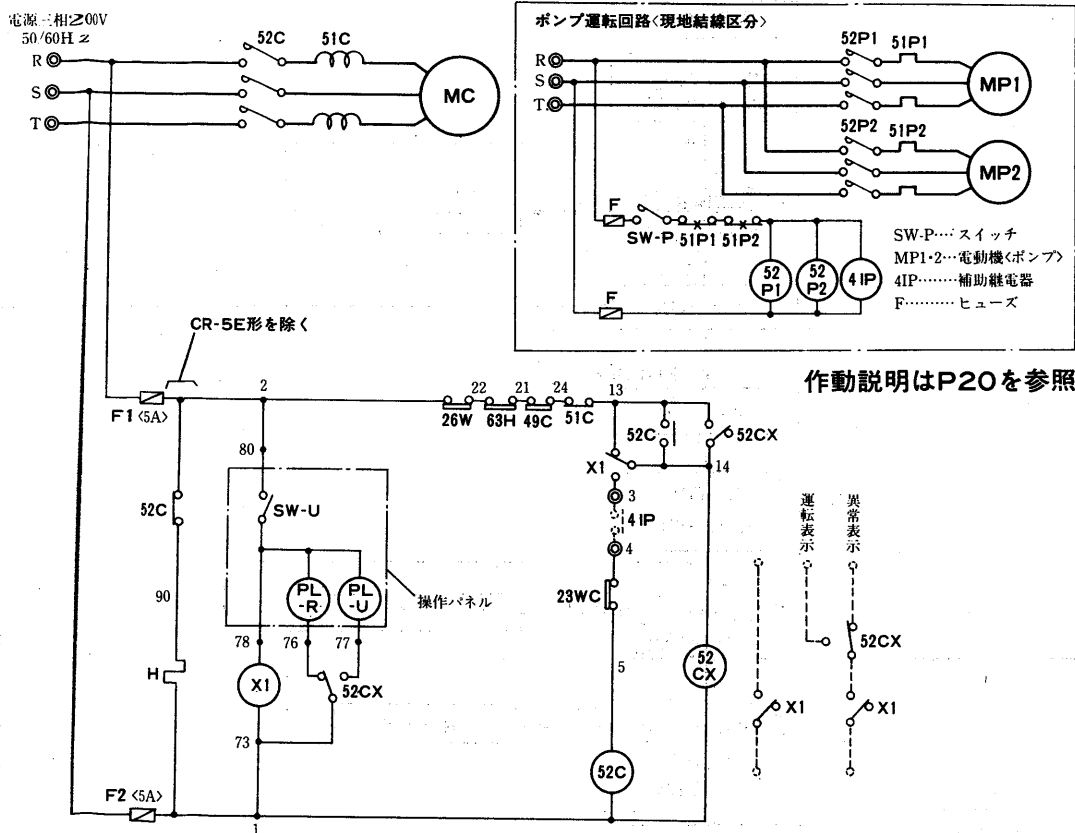 電源三相200V
50/60Hz
R
S
T
52C
51C
MC
ポンプ運転回路〈現地結線区分〉
R
S
T
52P1
51P1
MP1
52P2
51P2
MP2
F
SW-P
51P1
51P2
52
P1
52
P2
4IP
F
SW-P‥‥スイッチ
MP1・2…電動機〈ポンプ〉
4IP………補助継電器
F…………ヒューズ
CR-5E形を除く
作動説明はP20を参照
F1〈5A〉
2
22
21
24
13
26W
63H
49C
51C
52C
52CX
80
X1
14
52C
SW-U
3
4IP
4
運転表示
異常表示
PL
-R
PL
-U
操作パネル
90
23WC
78
76
77
52CX
H
X1
52CX
5
52
CX
X1
X1
73
52C
F2〈5A〉
1